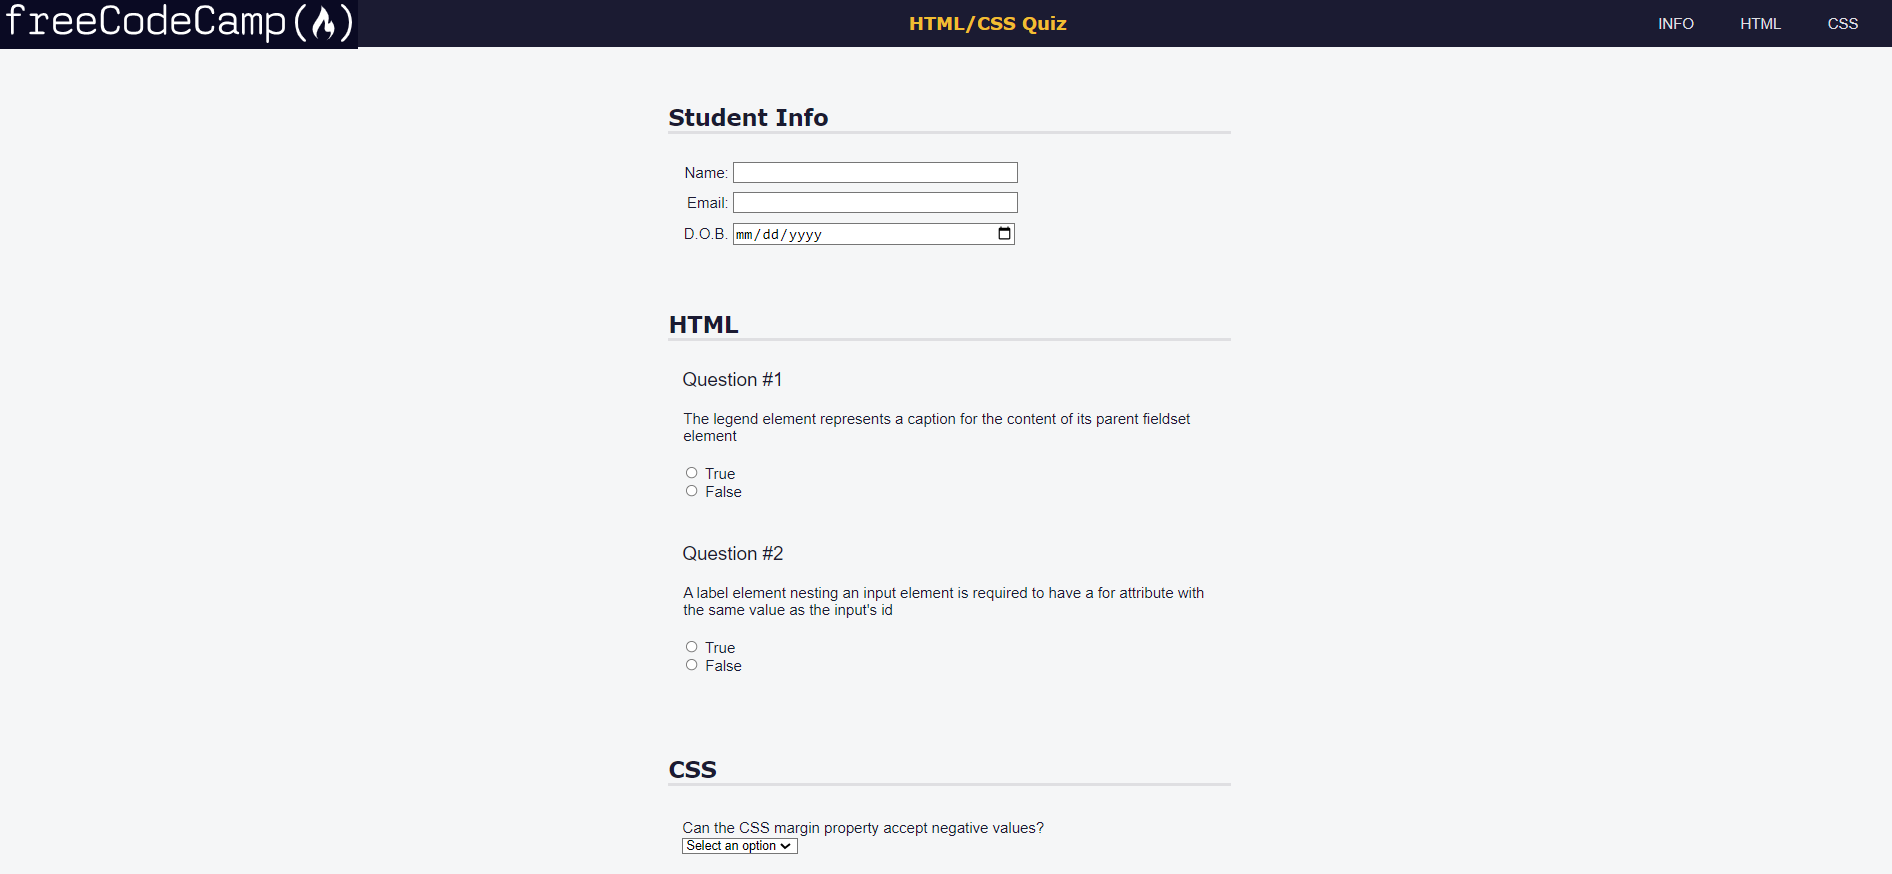 freeCodeCamp(🔥)
HTML/CSS Quiz
INFO
HTML
CSS
Student Info
Name:
Email:
D.O.B. mm/dd/yyyy
HTML
Question #1
The legend element represents a caption for the content of its parent fieldset
element
True
False
Question #2
A label element nesting an input element is required to have a for attribute with
the same value as the input's id
True
False
CSS
Can the CSS margin property accept negative values?
Select an option